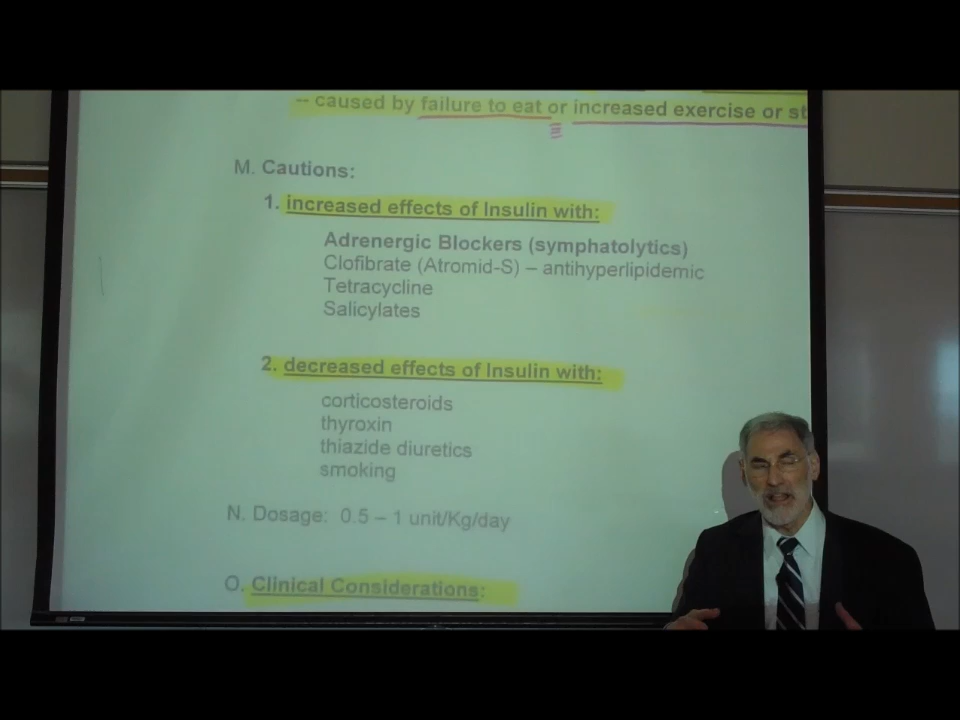 -- caused by failure to eat or increased exercise or st
M. Cautions:
1. increased effects of Insulin with:
Adrenergic Blockers (symphatolytics)
Clofibrate (Atromid-S) – antihyperlipidemic
Tetracycline
Salicylates
2. decreased effects of Insulin with:
corticosteroids
thyroxin
thiazide diuretics
smoking
N. Dosage: 0.5 – 1 unit/Kg/day
O. Clinical Considerations: